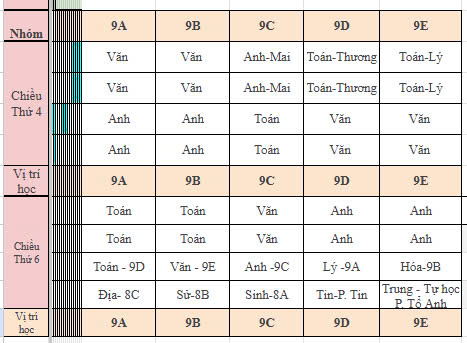 Nhóm 9A 9B 9C 9D 9E
Chiều Thứ 4 Văn Văn Anh-Mai Toán-Thương Toán-Lý
Văn Văn Anh-Mai Toán-Thương Toán-Lý
Anh Anh Toán Văn Văn
Anh Anh Toán Văn Văn
Vị trí học 9A 9B 9C 9D 9E
Chiều Thứ 6 Toán Toán Văn Anh Anh
Toán Toán Văn Anh Anh
Toán - 9D Văn - 9E Anh -9C Lý -9A Hóa-9B
Địa- 8C Sử-8B Sinh-8A Tin-P. Tin Trung - Tự học P. Tổ Anh
Vị trí học 9A 9B 9C 9D 9E